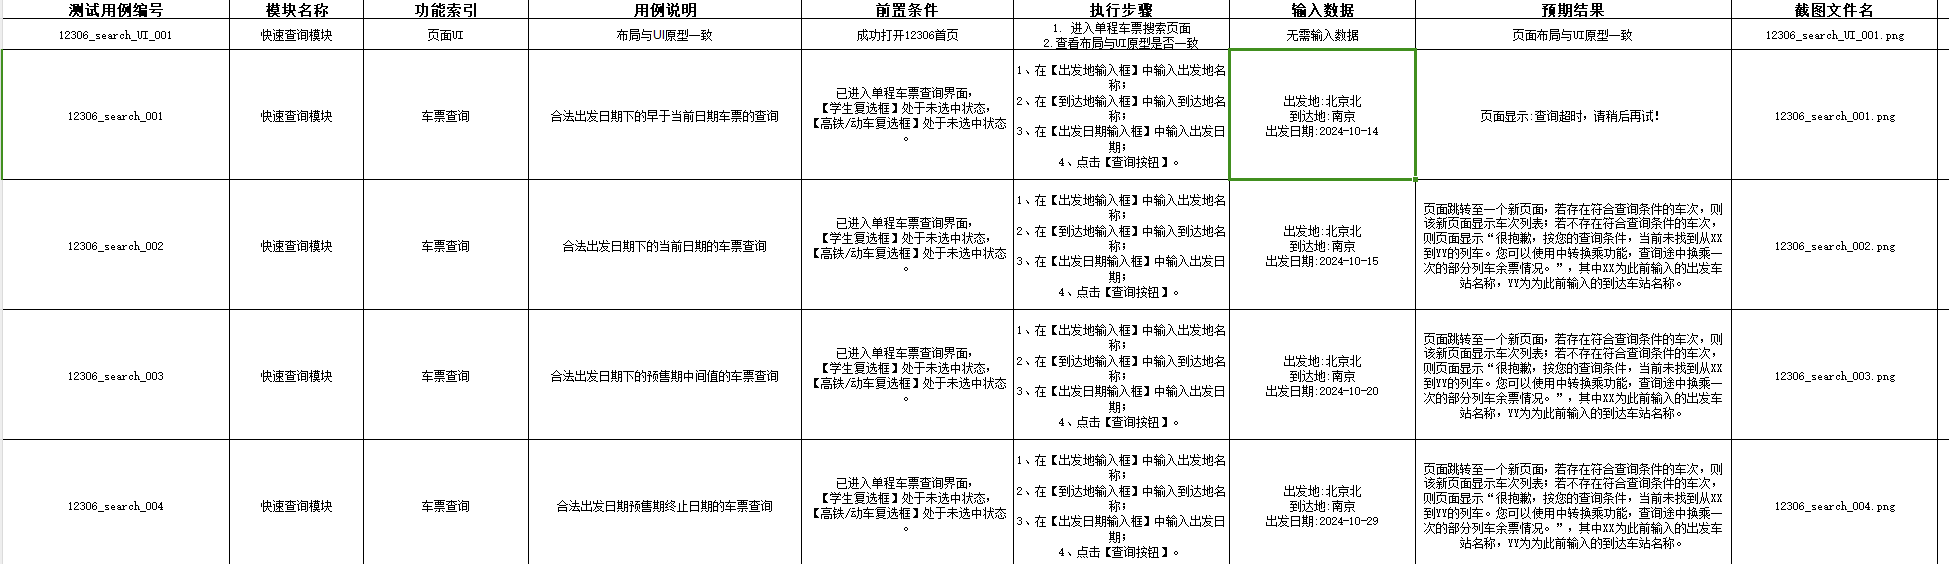 测试用例编号 模块名称 功能索引 用例说明 前置条件 执行步骤 输入数据 预期结果 截图文件名
12306_search_UI_001
快速查询模块
页面UI
布局与UI原型一致
成功打开12306首页
1. 进入单程车票搜索页面
2.查看布局与UI原型是否一致
无需输入数据
页面布局与UI原型一致
12306_search_UI_001.png
12306_search_001
快速查询模块
车票查询
合法出发日期下的早于当前日期车票的查询
已进入单程车票查询界面，
【学生复选框】处于未选中状态，
【高铁/动车复选框】处于未选中状态
。
1、在【出发地输入框】中输入出发地名
称；
2、在【到达地输入框】中输入到达地名
称；
3、在【出发日期输入框】中输入出发日
期；
4、点击【查询按钮】。
出发地:北京北
到达地:南京
出发日期:2024-10-14
页面显示:查询超时，请稍后再试！
12306_search_001.png
12306_search_002
快速查询模块
车票查询
合法出发日期下的当前日期的车票查询
已进入单程车票查询界面，
【学生复选框】处于未选中状态，
【高铁/动车复选框】处于未选中状态
。
1、在【出发地输入框】中输入出发地名
称；
2、在【到达地输入框】中输入到达地名
称；
3、在【出发日期输入框】中输入出发日
期；
4、点击【查询按钮】。
出发地:北京北
到达地:南京
出发日期:2024-10-15
页面跳转至一个新页面，若存在符合查询条件的车次，则
该新页面显示车次列表；若不存在符合查询条件的车次，
则页面显示“很抱歉，按您的查询条件，当前未找到从XX
到YY的列车。您可以使用中转换乘功能，查询途中换乘一
次的部分列车余票情况。”，其中XX为此前输入的出发车
站名称，YY为为此前输入的到达车站名称。
12306_search_002.png
12306_search_003
快速查询模块
车票查询
合法出发日期下的预售期中间值的车票查询
已进入单程车票查询界面，
【学生复选框】处于未选中状态，
【高铁/动车复选框】处于未选中状态
。
1、在【出发地输入框】中输入出发地名
称；
2、在【到达地输入框】中输入到达地名
称；
3、在【出发日期输入框】中输入出发日
期；
4、点击【查询按钮】。
出发地:北京北
到达地:南京
出发日期:2024-10-20
页面跳转至一个新页面，若存在符合查询条件的车次，则
该新页面显示车次列表；若不存在符合查询条件的车次，
则页面显示“很抱歉，按您的查询条件，当前未找到从XX
到YY的列车。您可以使用中转换乘功能，查询途中换乘一
次的部分列车余票情况。”，其中XX为此前输入的出发车
站名称，YY为为此前输入的到达车站名称。
12306_search_003.png
12306_search_004
快速查询模块
车票查询
合法出发日期预售期终止日期的车票查询
已进入单程车票查询界面，
【学生复选框】处于未选中状态，
【高铁/动车复选框】处于未选中状态
。
1、在【出发地输入框】中输入出发地名
称；
2、在【到达地输入框】中输入到达地名
称；
3、在【出发日期输入框】中输入出发日
期；
4、点击【查询按钮】。
出发地:北京北
到达地:南京
出发日期:2024-10-29
页面跳转至一个新页面，若存在符合查询条件的车次，则
该新页面显示车次列表；若不存在符合查询条件的车次，
则页面显示“很抱歉，按您的查询条件，当前未找到从XX
到YY的列车。您可以使用中转换乘功能，查询途中换乘一
次的部分列车余票情况。”，其中XX为此前输入的出发车
站名称，YY为为此前输入的到达车站名称。
12306_search_004.png